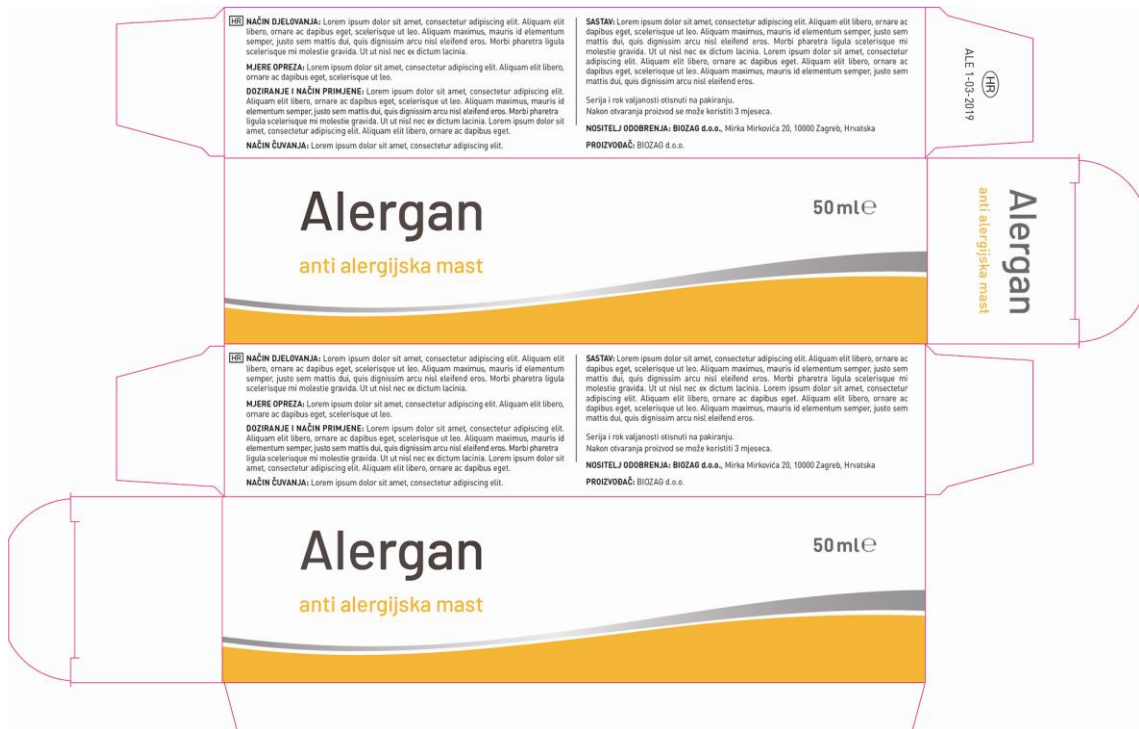 HR NAČIN DJELOVANJA: Lorem ipsum dolor sit amet, consectetur adipiscing elit. Aliquam elit
libero, ornare ac dapibus eget, scelerisque ut leo. Aliquam maximus, mauris id elementum
semper, justo sem mattis dui, quis dignissim arcu nisl eleifend eros. Morbi pharetra ligula
scelerisque mi molestie gravida. Ut ut nisl nec ex dictum lacinia.
MJERE OPREZA: Lorem ipsum dolor sit amet, consectetur adipiscing elit. Aliquam elit libero,
ornare ac dapibus eget, scelerisque ut leo.
DOZIRANJE I NAČIN PRIMJENE: Lorem ipsum dolor sit amet, consectetur adipiscing elit.
Aliquam elit libero, ornare ac dapibus eget, scelerisque ut leo. Aliquam maximus, mauris id
elementum semper, justo sem mattis dui, quis dignissim arcu nisl eleifend eros. Morbi pharetra
ligula scelerisque mi molestie gravida. Ut ut nisl nec ex dictum lacinia. Lorem ipsum dolor sit
amet, consectetur adipiscing elit. Aliquam elit libero, ornare ac dapibus eget.
NAČIN ČUVANJA: Lorem ipsum dolor sit amet, consectetur adipiscing elit.
SASTAV: Lorem ipsum dolor sit amet, consectetur adipiscing elit. Aliquam elit libero, ornare ac
dapibus eget, scelerisque ut leo. Aliquam maximus, mauris id elementum semper, justo sem
mattis dui, quis dignissim arcu nisl eleifend eros. Morbi pharetra ligula scelerisque mi
molestie gravida. Ut ut nisl nec ex dictum lacinia. Lorem ipsum dolor sit amet, consectetur
adipiscing elit. Aliquam elit libero, ornare ac dapibus eget. Aliquam elit libero, ornare ac
dapibus eget, scelerisque ut leo. Aliquam maximus, mauris id elementum semper, justo sem
mattis dui, quis dignissim arcu nisl eleifend eros.
Serija i rok valjanosti otisnuti na pakiranju.
Nakon otvaranja proizvod se može koristiti 3 mjeseca.
NOSITELJ ODOBRENJA: BIOZAG d.o.o., Mirka Mirkovića 20, 10000 Zagreb, Hrvatska
PROIZVOĐAČ: BIOZAG d.o.o.
HR
ALE 1-03-2019
Alergan
50 ml℮
anti alergijska mast
Alergan
anti alergijska mast
HR NAČIN DJELOVANJA: Lorem ipsum dolor sit amet, consectetur adipiscing elit. Aliquam elit
libero, ornare ac dapibus eget, scelerisque ut leo. Aliquam maximus, mauris id elementum
semper, justo sem mattis dui, quis dignissim arcu nisl eleifend eros. Morbi pharetra ligula
scelerisque mi molestie gravida. Ut ut nisl nec ex dictum lacinia.
MJERE OPREZA: Lorem ipsum dolor sit amet, consectetur adipiscing elit. Aliquam elit libero,
ornare ac dapibus eget, scelerisque ut leo.
DOZIRANJE I NAČIN PRIMJENE: Lorem ipsum dolor sit amet, consectetur adipiscing elit.
Aliquam elit libero, ornare ac dapibus eget, scelerisque ut leo. Aliquam maximus, mauris id
elementum semper, justo sem mattis dui, quis dignissim arcu nisl eleifend eros. Morbi pharetra
ligula scelerisque mi molestie gravida. Ut ut nisl nec ex dictum lacinia. Lorem ipsum dolor sit
amet, consectetur adipiscing elit. Aliquam elit libero, ornare ac dapibus eget.
NAČIN ČUVANJA: Lorem ipsum dolor sit amet, consectetur adipiscing elit.
SASTAV: Lorem ipsum dolor sit amet, consectetur adipiscing elit. Aliquam elit libero, ornare ac
dapibus eget, scelerisque ut leo. Aliquam maximus, mauris id elementum semper, justo sem
mattis dui, quis dignissim arcu nisl eleifend eros. Morbi pharetra ligula scelerisque mi
molestie gravida. Ut ut nisl nec ex dictum lacinia. Lorem ipsum dolor sit amet, consectetur
adipiscing elit. Aliquam elit libero, ornare ac dapibus eget. Aliquam elit libero, ornare ac
dapibus eget, scelerisque ut leo. Aliquam maximus, mauris id elementum semper, justo sem
mattis dui, quis dignissim arcu nisl eleifend eros.
Serija i rok valjanosti otisnuti na pakiranju.
Nakon otvaranja proizvod se može koristiti 3 mjeseca.
NOSITELJ ODOBRENJA: BIOZAG d.o.o., Mirka Mirkovića 20, 10000 Zagreb, Hrvatska
PROIZVOĐAČ: BIOZAG d.o.o.
Alergan
50 ml℮
anti alergijska mast